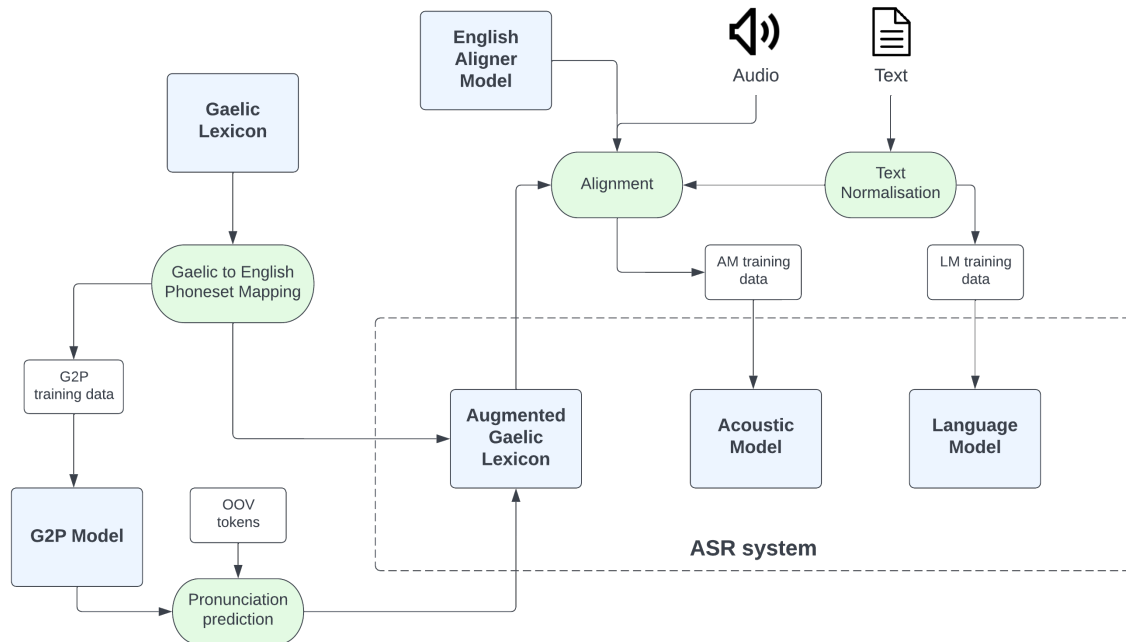 English
Aligner
Model
Audio
Text
Gaelic
Lexicon
Alignment
Text
Normalisation
Gaelic to English
Phoneset Mapping
AM training
data
LM training
data
G2P
training data
Augmented
Gaelic
Lexicon
Acoustic
Model
Language
Model
G2P Model
OOV
tokens
ASR system
Pronunciation
prediction